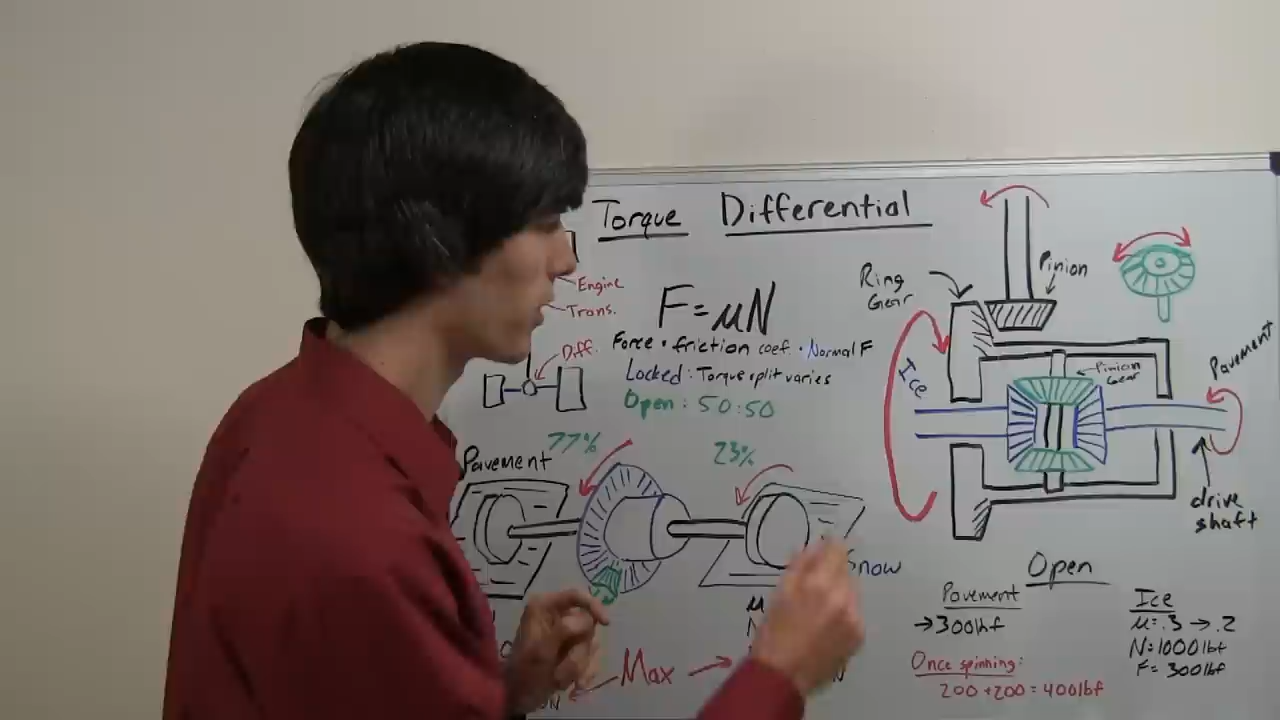 Torque Differential
Engine
Trans.
Diff.
F=μN
Force · friction coef. · Normal F
Locked: Torque split varies
Open: 50:50
77%
23%
Pavement
Snow
μ
Max
Ring
Gear
Pinion
Pinion
Gear
Ice
Pavement
drive
shaft
Open
Pavement
→300lbf
Once spinning:
200+200=400lbf
Ice
μ=.3→.2
N=1000lbf
F=300lbf